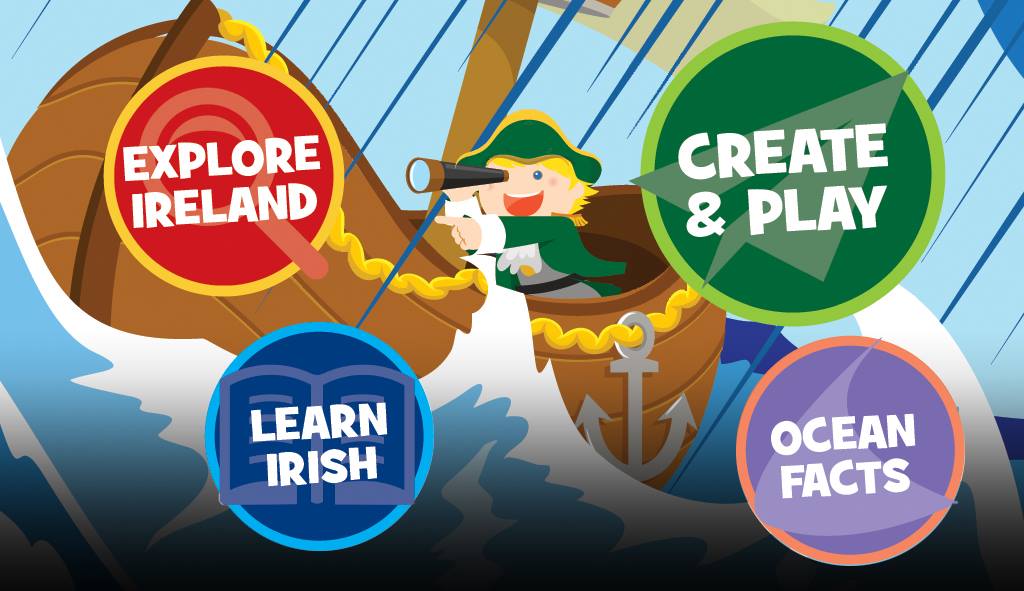 EXPLORE
IRELAND
CREATE
& PLAY
LEARN
IRISH
OCEAN
FACTS